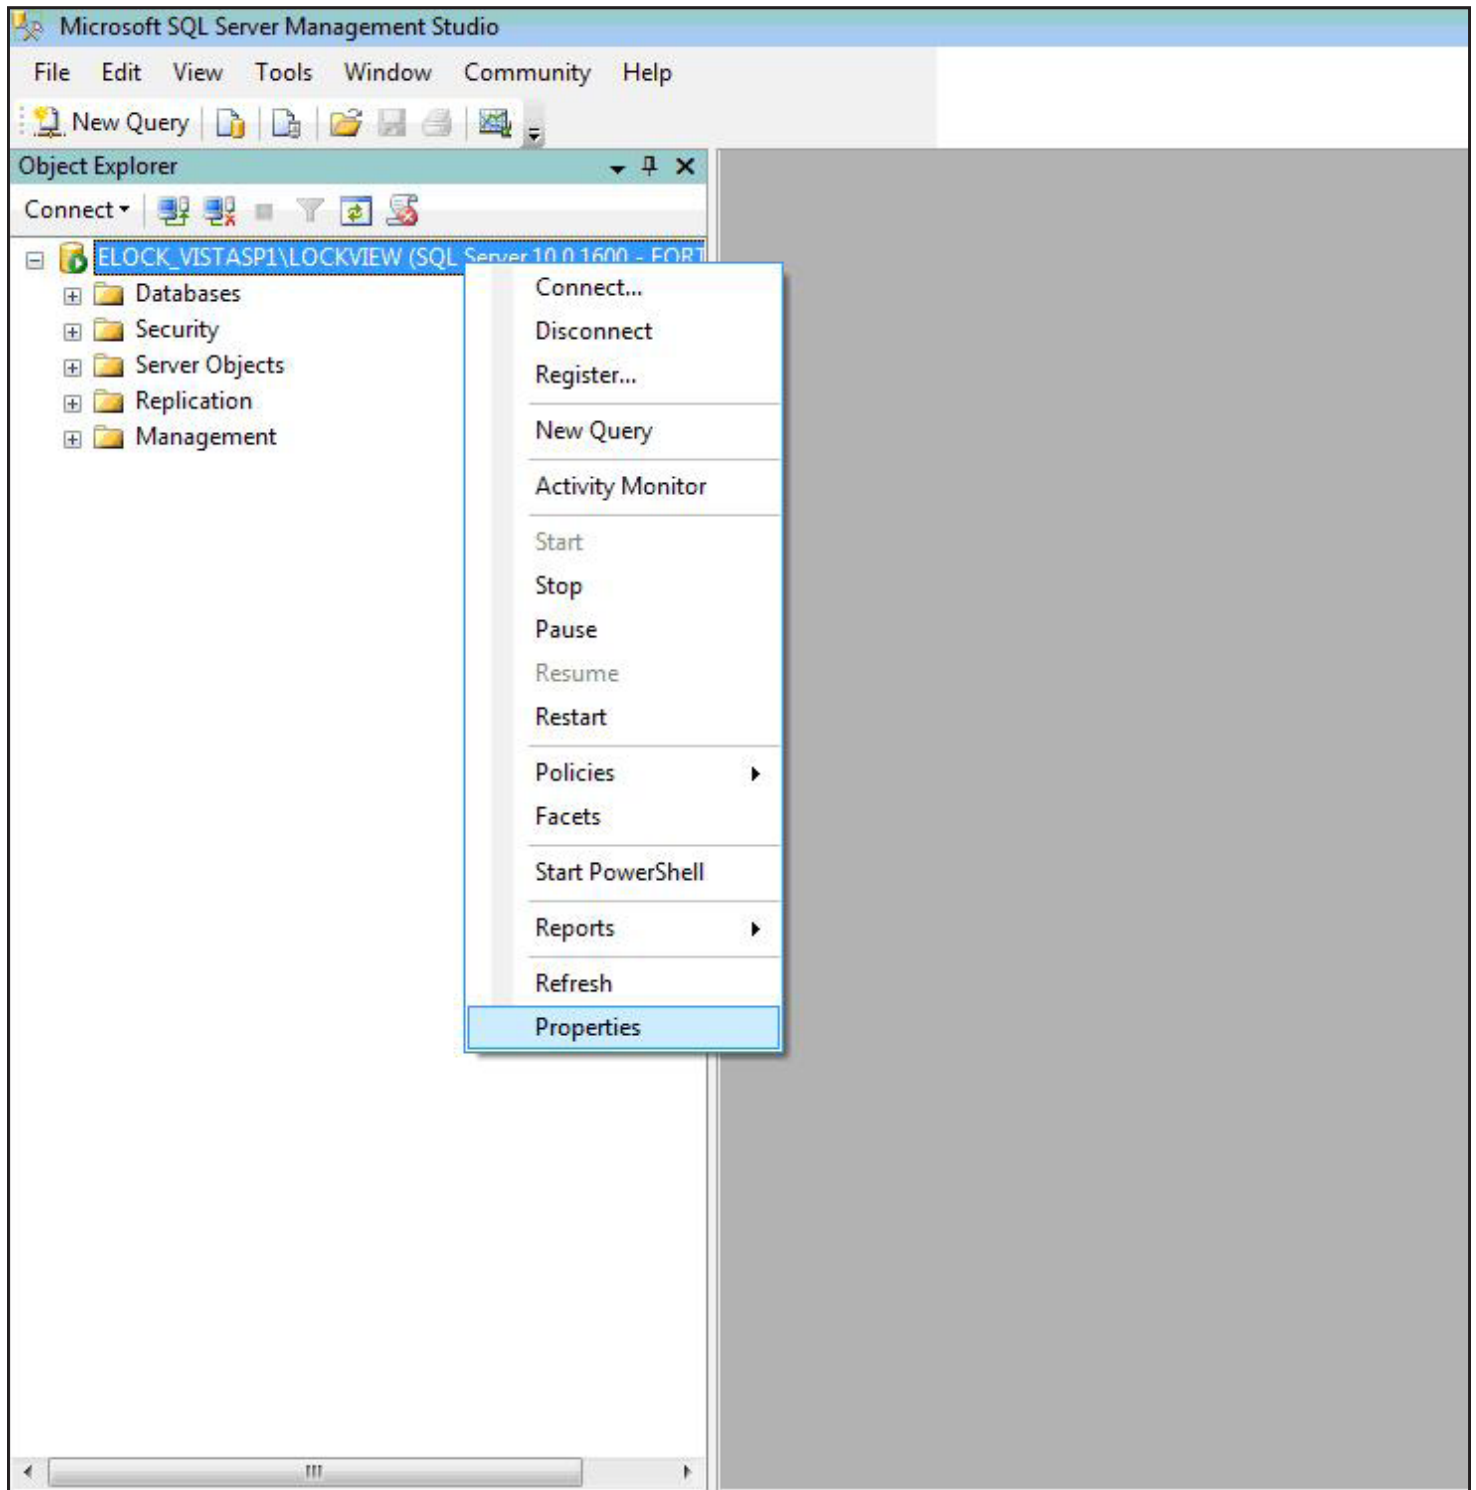 Microsoft SQL Server Management Studio
File Edit View Tools Window Community Help
New Query
Object Explorer
Connect
ELOCK_VISTASP1\LOCKVIEW (SQL Server 10.0.1600 - FORT
Databases
Security
Server Objects
Replication
Management
Connect...
Disconnect
Register...
New Query
Activity Monitor
Start
Stop
Pause
Resume
Restart
Policies
Facets
Start PowerShell
Reports
Refresh
Properties